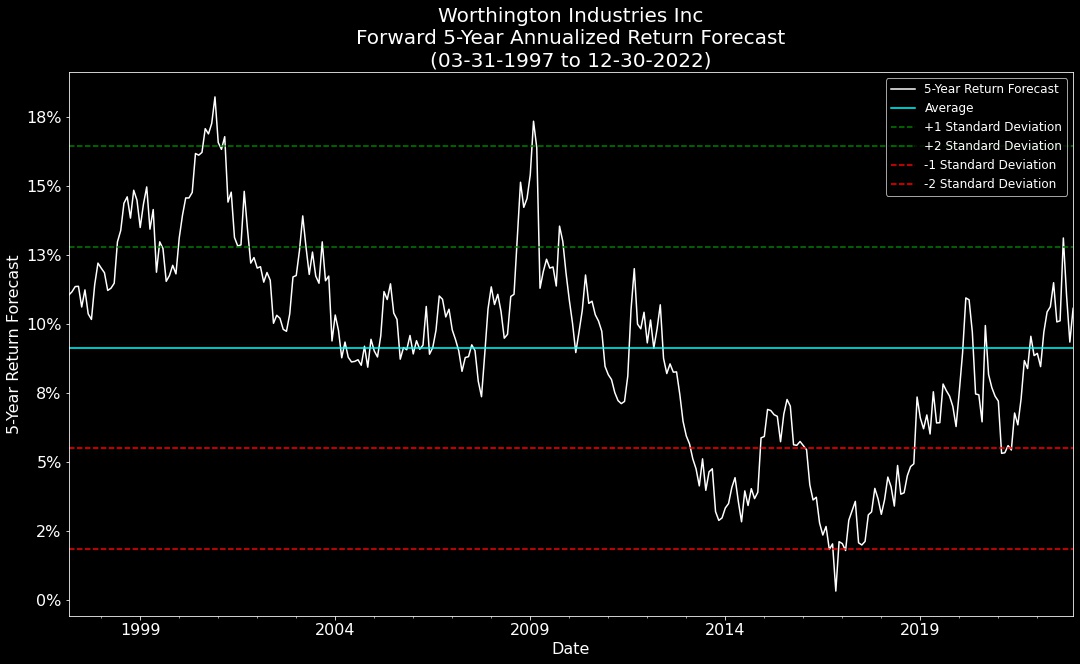 Worthington Industries Inc
Forward 5-Year Annualized Return Forecast
(03-31-1997 to 12-30-2022)
5-Year Return Forecast
Average
+1 Standard Deviation
+2 Standard Deviation
-1 Standard Deviation
-2 Standard Deviation
5-Year Return Forecast
18%
15%
13%
10%
8%
5%
2%
0%
1999
2004
2009
2014
2019
Date